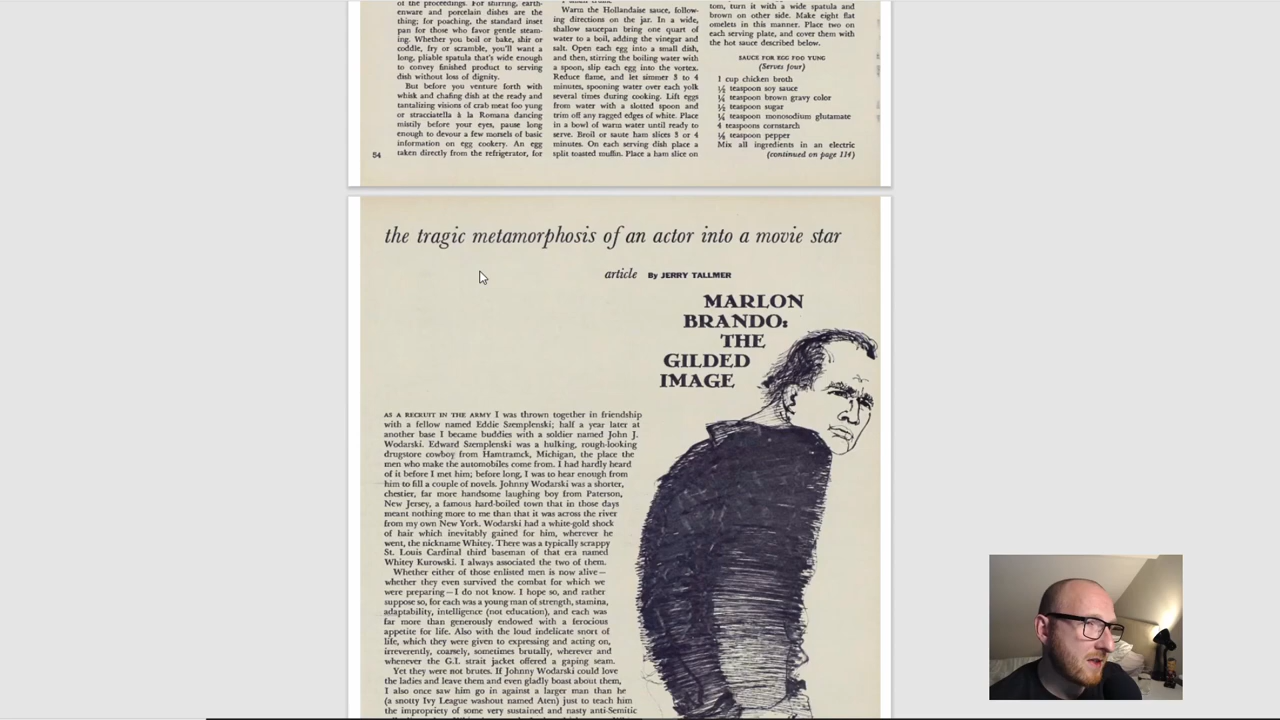 of the proceedings. For stirring, earth-
enware and porcelain dishes are the
thing; for poaching, the standard inset
pan for those who favor gentle steam-
ing. Whether you boil or bake, shir or
coddle, fry or scramble, you'll want a
long, pliable spatula that's wide enough
to convey finished product to serving
dish without loss of dignity.
But before you venture forth with
whisk and chafing dish at the ready and
tantalizing visions of crab meat foo yung
or stracciatella à la Romana dancing
mistily before your eyes, pause long
enough to devour a few morsels of basic
information on egg cookery. An egg
taken directly from the refrigerator, for
54
Warm the Hollandaise sauce, follow-
ing directions on the jar. In a wide,
shallow saucepan bring one quart of
water to a boil, adding the vinegar and
salt. Open each egg into a small dish,
and then, stirring the boiling water with
a spoon, slip each egg into the vortex.
Reduce flame, and let simmer 3 to 4
minutes, spooning water over each yolk
several times during cooking. Lift eggs
from water with a slotted spoon and
trim off any ragged edges of white. Place
in a bowl of warm water until ready to
serve. Broil or saute ham slices 3 or 4
minutes. On each serving dish place a
split toasted muffin. Place a ham slice on
tom, turn it with a wide spatula and
brown on other side. Make eight flat
omelets in this manner. Place two on
each serving plate, and cover them with
the hot sauce described below.
SAUCE FOR EGG FOO YUNG
(Serves four)
1 cup chicken broth
½ teaspoon soy sauce
¼ teaspoon brown gravy color
½ teaspoon sugar
¼ teaspoon monosodium glutamate
4 teaspoons cornstarch
⅛ teaspoon pepper
Mix all ingredients in an electric
(continued on page 114)
the tragic metamorphosis of an actor into a movie star
article By JERRY TALLMER
MARLON
BRANDO:
THE
GILDED
IMAGE
AS A RECRUIT IN THE ARMY I was thrown together in friendship
with a fellow named Eddie Szemplenski; half a year later at
another base I became buddies with a soldier named John J.
Wodarski. Edward Szemplenski was a hulking, rough-looking
drugstore cowboy from Hamtramck, Michigan, the place the
men who make the automobiles come from. I had hardly heard
of it before I met him; before long, I was to hear enough from
him to fill a couple of novels. Johnny Wodarski was a shorter,
chestier, far more handsome laughing boy from Paterson,
New Jersey, a famous hard-boiled town that in those days
meant nothing more to me than that it was across the river
from my own New York. Wodarski had a white-gold shock
of hair which inevitably gained for him, wherever he
went, the nickname Whitey. There was a typically scrappy
St. Louis Cardinal third baseman of that era named
Whitey Kurowski. I always associated the two of them.
Whether either of those enlisted men is now alive—
whether they even survived the combat for which we
were preparing—I do not know. I hope so, and rather
suppose so, for each was a young man of strength, stamina,
adaptability, intelligence (not education), and each was
far more than generously endowed with a ferocious
appetite for life. Also with the loud indelicate snort of
life, which they were given to expressing and acting on,
irreverently, coarsely, sometimes brutally, wherever and
whenever the G.I. strait jacket offered a gaping seam.
Yet they were not brutes. If Johnny Wodarski could love
the ladies and leave them and even gladly boast about them,
I also once saw him go in against a larger man than he
(a snotty Ivy League washout named Aten) just to teach him
the impropriety of some very sustained and nasty anti-Semitic